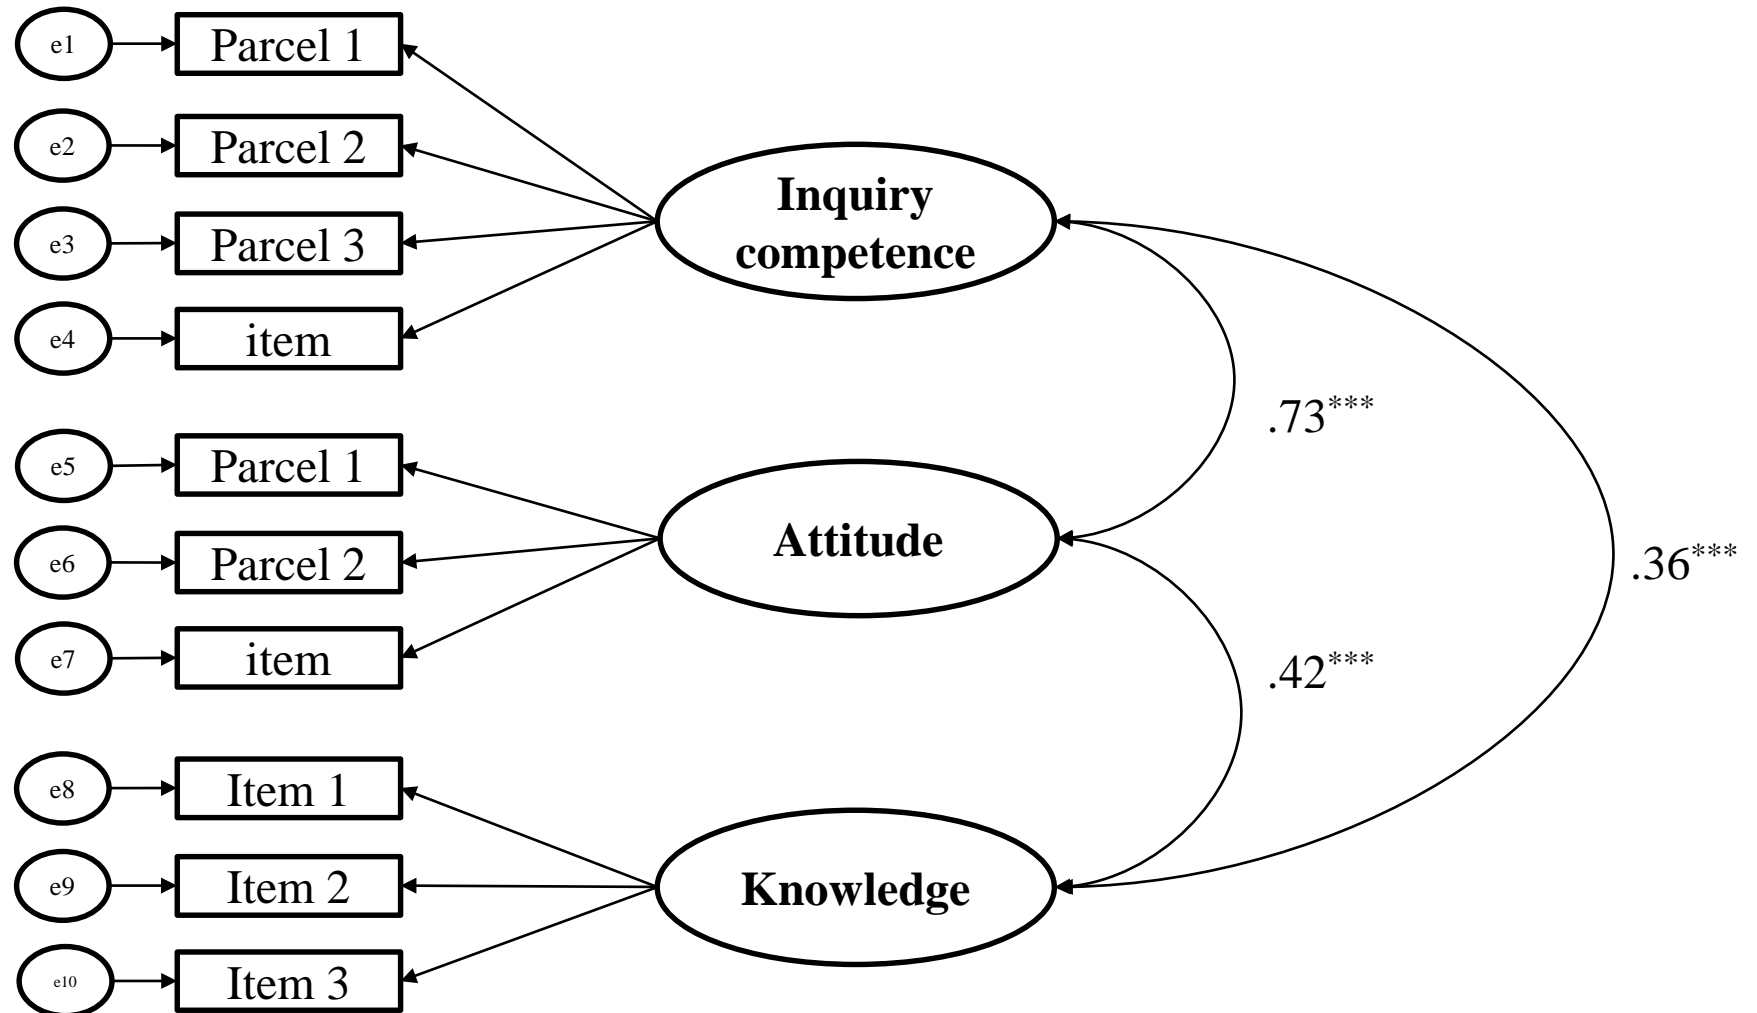 e1
Parcel 1
e2
Parcel 2
Inquiry
competence
e3
Parcel 3
e4
item
.73***
e5
Parcel 1
Attitude
e6
Parcel 2
.36***
e7
item
.42***
e8
Item 1
e9
Item 2
Knowledge
e10
Item 3